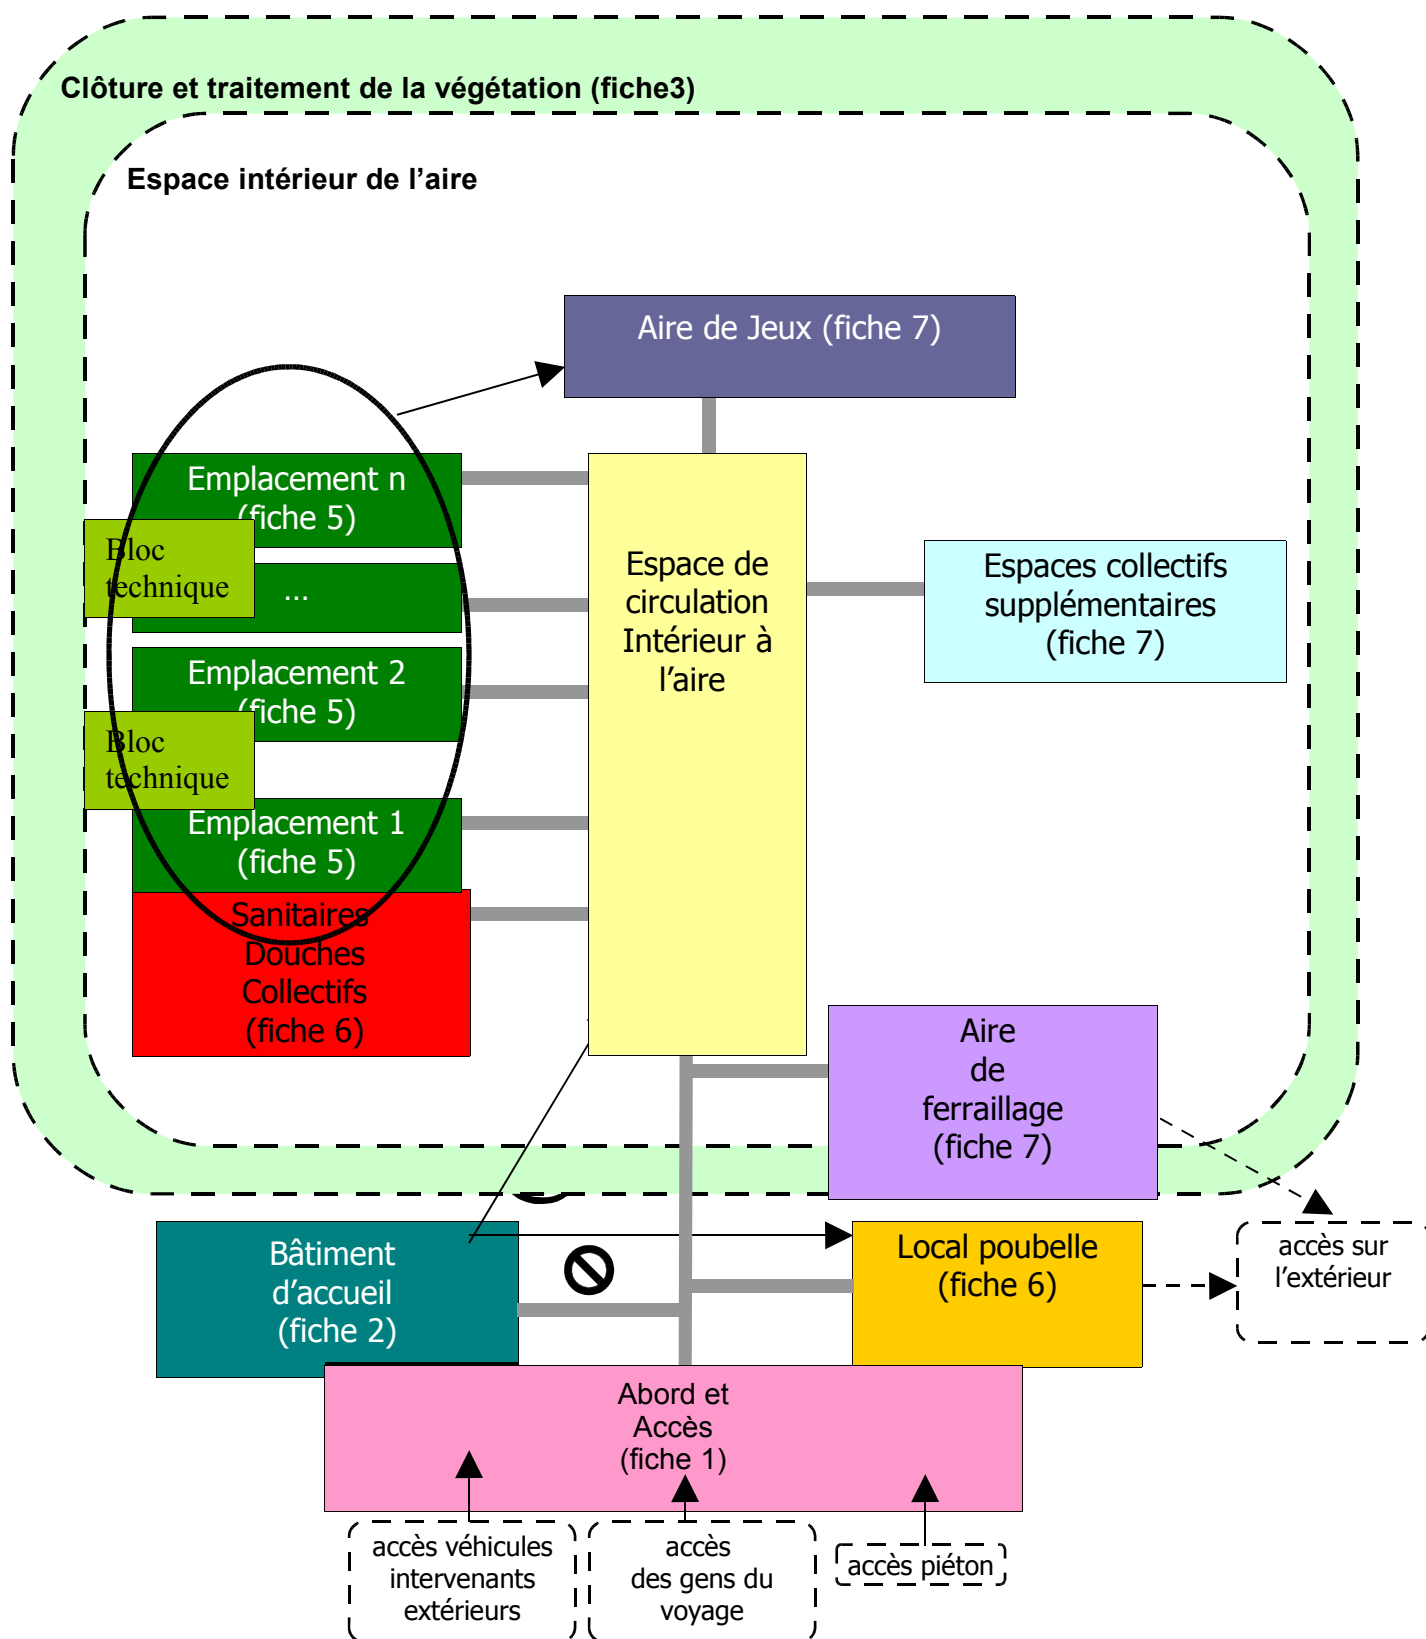 Clôture et traitement de la végétation (fiche3)
Espace intérieur de l’aire
Aire de Jeux (fiche 7)
Emplacement n
(fiche 5)
Bloc
technique
...
Emplacement 2
(fiche 5)
Bloc
technique
Emplacement 1
(fiche 5)
Sanitaires
Douches
Collectifs
(fiche 6)
Espace de
circulation
Intérieur à
l’aire
Espaces collectifs
supplémentaires
(fiche 7)
Aire
de
ferraillage
(fiche 7)
Bâtiment
d’accueil
(fiche 2)
Local poubelle
(fiche 6)
accès sur
l’extérieur
Abord et
Accès
(fiche 1)
accès véhicules
intervenants
extérieurs
accès
des gens du
voyage
accès piéton